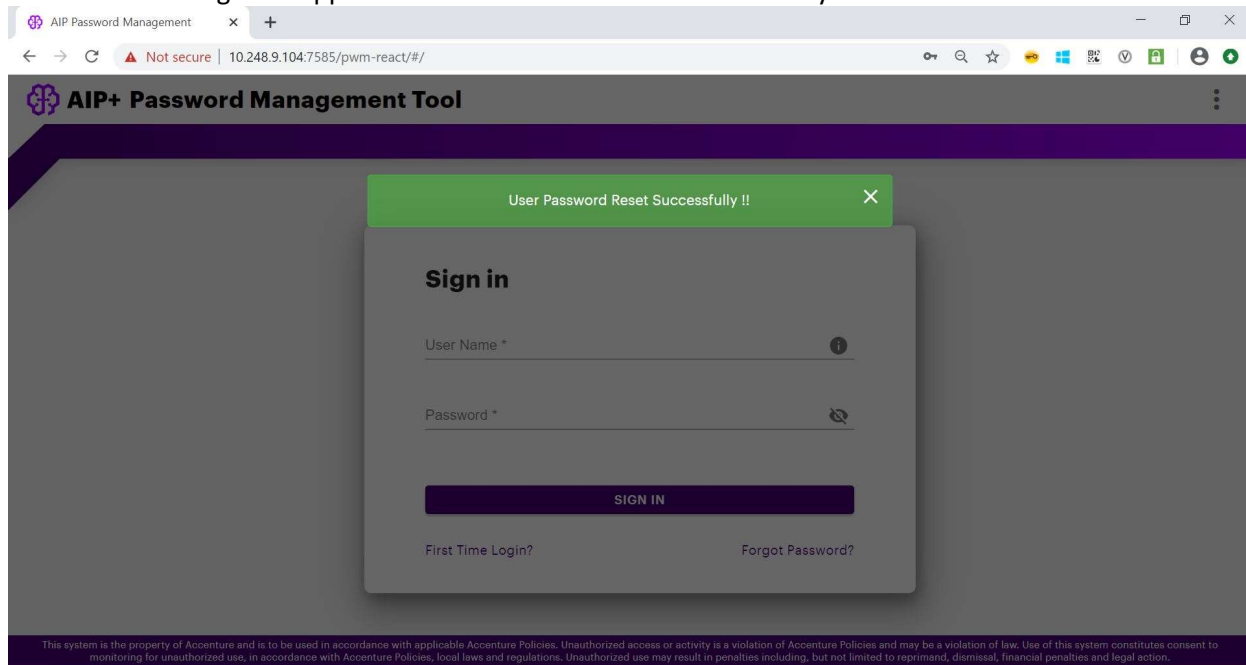 AIP Password Management
Not secure | 10.248.9.104:7585/pwm-react/#/
AIP+ Password Management Tool
User Password Reset Successfully !!
Sign in
User Name *
Password *
SIGN IN
First Time Login? Forgot Password?
This system is the property of Accenture and is to be used in accordance with applicable Accenture Policies. Unauthorized access or activity is a violation of Accenture Policies and may be a violation of law. Use of this system constitutes consent to
monitoring for unauthorized use, in accordance with Accenture Policies, local laws and regulations. Unauthorized use may result in penalties including, but not limited to reprimand, dismissal, financial penalties and legal action.